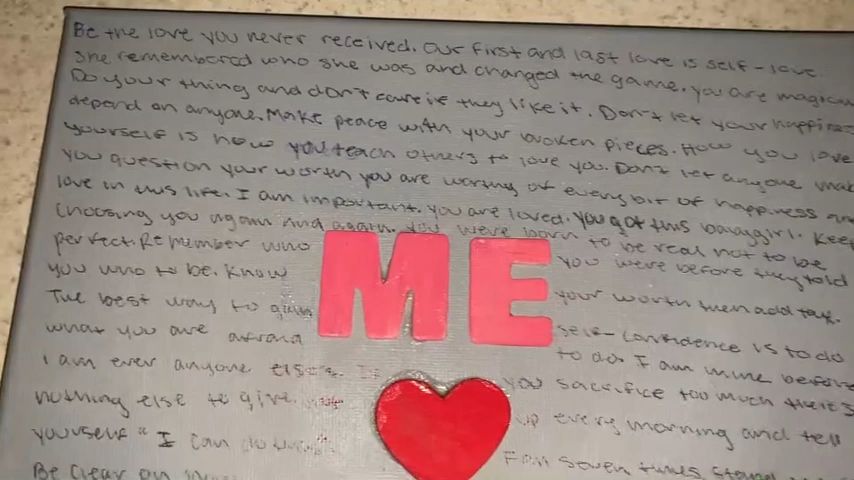 Be the love you never received. Our first and last love is self-love.
She remembered who she was and changed the game. You are magical
Do your thing and don't care if they like it. Don't let your happiness
depend on anyone. Make peace with your broken pieces. How you love
yourself is how you teach others to love you. Don't let anyone make
you question your worth you are worthy of every bit of happiness and
love in this life. I am important. You are loved. You got this babygirl. Keep
choosing you again and again. You were born to be real not to be
perfect. Remember who you were before they told
you who to be. Know your worth then add tax.
The best way to gain self-confidence is to do
what you are afraid to do. I am mine before
I am ever anyone else's. If you sacrifice too much there's
nothing else to give. up every morning and tell
yourself "I can do
Be clear on Fall seven times stand
ME